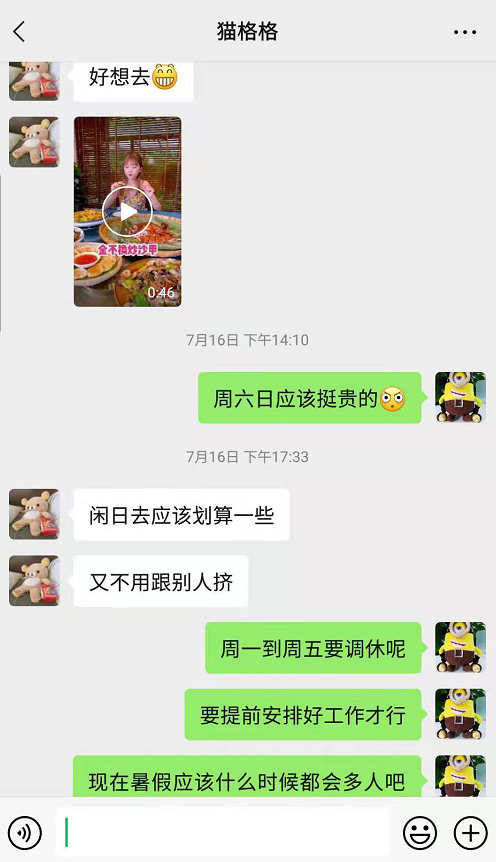 猫格格
好想去
全不换炒沙甲
0:46
7月16日 下午14:10
周六日应该挺贵的
7月16日 下午17:33
闲日去应该划算一些
又不用跟别人挤
周一到周五要调休呢
要提前安排好工作才行
现在暑假应该什么时候都会多人吧